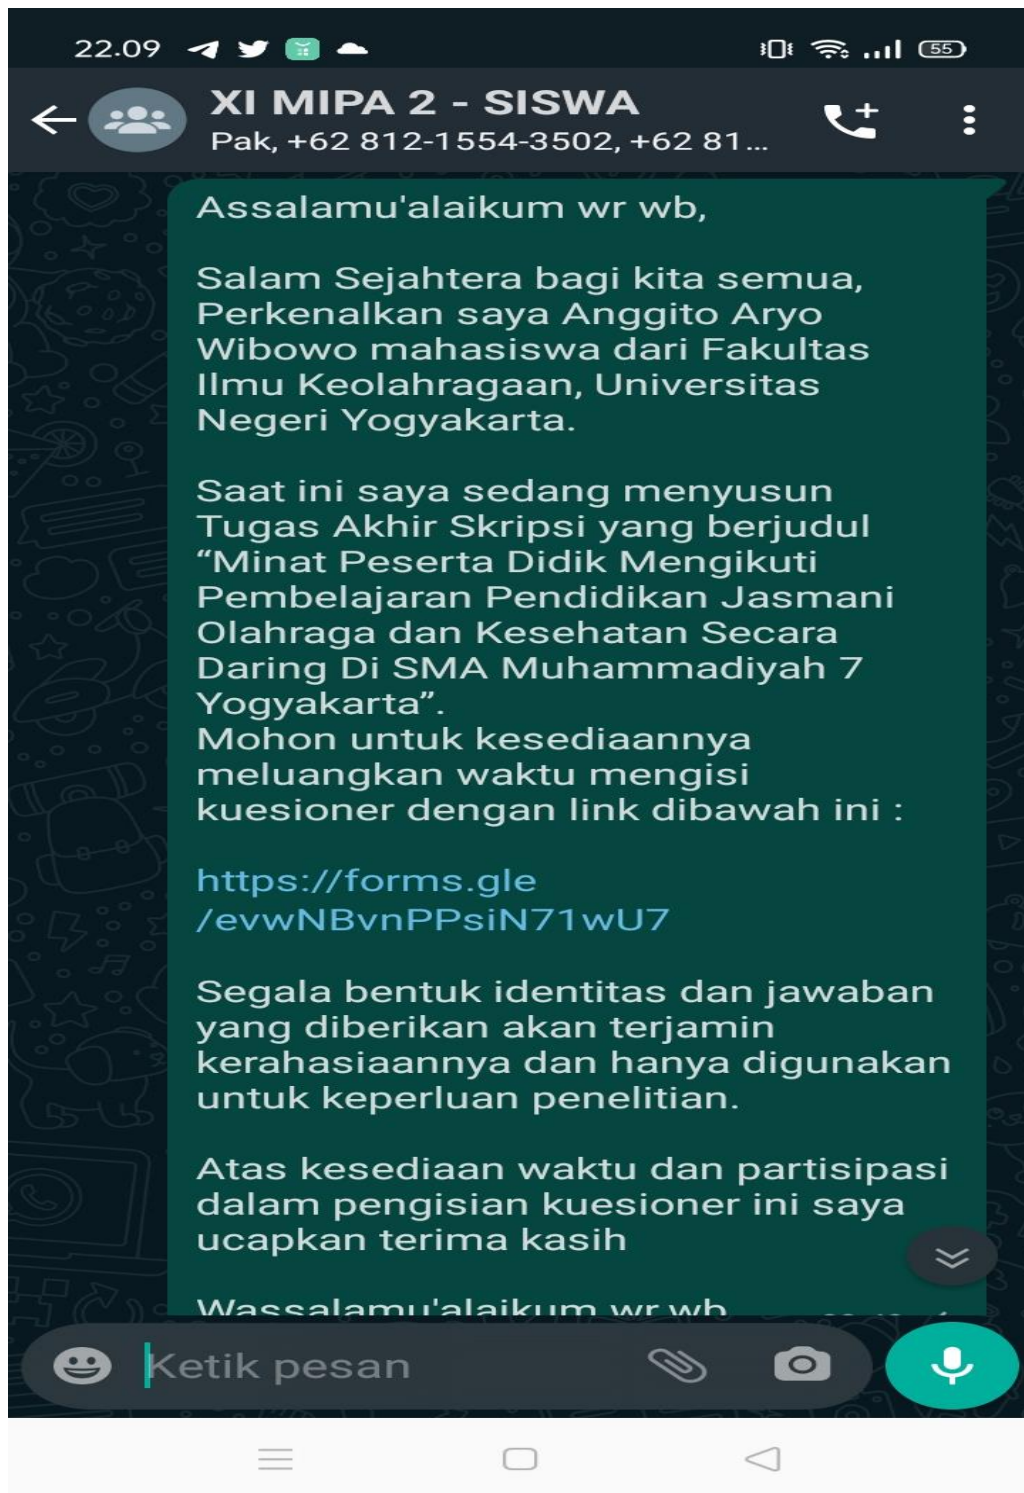 22.09
55
XI MIPA 2 - SISWA
Pak, +62 812-1554-3502, +62 81...
Assalamu'alaikum wr wb,
Salam Sejahtera bagi kita semua,
Perkenalkan saya Anggito Aryo
Wibowo mahasiswa dari Fakultas
Ilmu Keolahragaan, Universitas
Negeri Yogyakarta.
Saat ini saya sedang menyusun
Tugas Akhir Skripsi yang berjudul
“Minat Peserta Didik Mengikuti
Pembelajaran Pendidikan Jasmani
Olahraga dan Kesehatan Secara
Daring Di SMA Muhammadiyah 7
Yogyakarta”.
Mohon untuk kesediaannya
meluangkan waktu mengisi
kuesioner dengan link dibawah ini :
https://forms.gle
/evwNBvnPPsiN71wU7
Segala bentuk identitas dan jawaban
yang diberikan akan terjamin
kerahasiaannya dan hanya digunakan
untuk keperluan penelitian.
Atas kesediaan waktu dan partisipasi
dalam pengisian kuesioner ini saya
ucapkan terima kasih
Wassalamu'alaikum wr wb
Ketik pesan